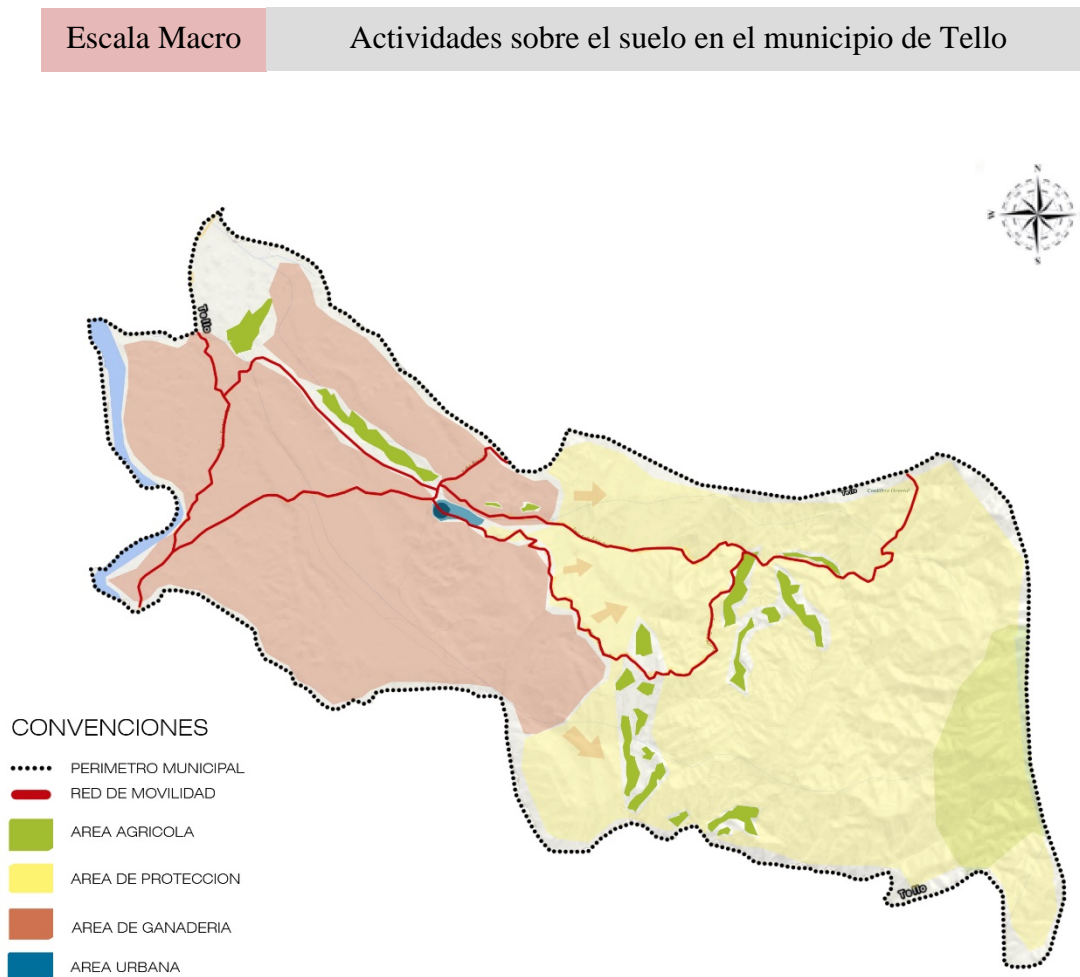 Escala Macro
Actividades sobre el suelo en el municipio de Tello
N
W
S
Tello
Tello
Tello
CONVENCIONES
PERIMETRO MUNICIPAL
RED DE MOVILIDAD
AREA AGRICOLA
AREA DE PROTECCION
AREA DE GANADERIA
AREA URBANA